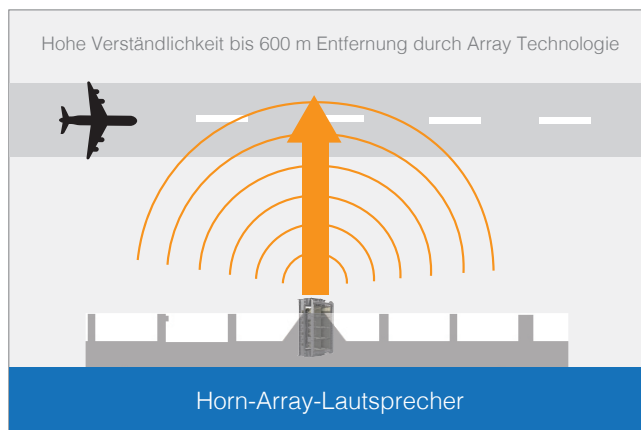 Hohe Verständlichkeit bis 600 m Entfernung durch Array Technologie
Horn-Array-Lautsprecher